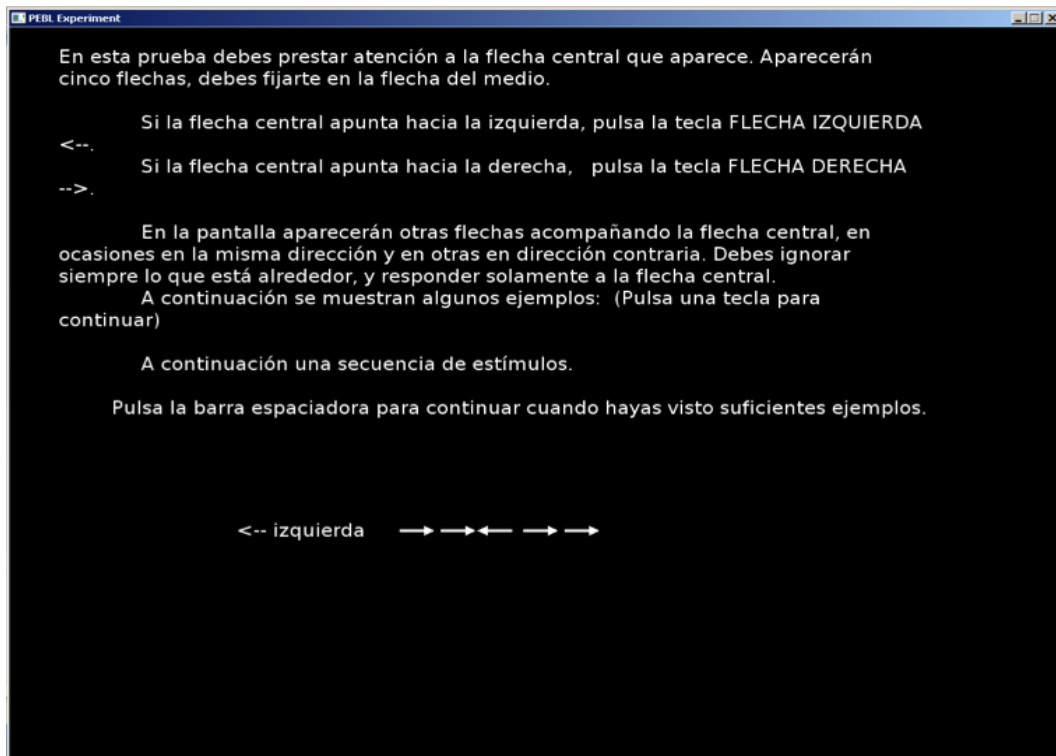 PEBL Experiment
En esta prueba debes prestar atención a la flecha central que aparece. Aparecerán
cinco flechas, debes fijarte en la flecha del medio.
Si la flecha central apunta hacia la izquierda, pulsa la tecla FLECHA IZQUIERDA
<--.
Si la flecha central apunta hacia la derecha,   pulsa la tecla FLECHA DERECHA
-->.
En la pantalla aparecerán otras flechas acompañando la flecha central, en
ocasiones en la misma dirección y en otras en dirección contraria. Debes ignorar
siempre lo que está alrededor, y responder solamente a la flecha central.
A continuación se muestran algunos ejemplos:  (Pulsa una tecla para
continuar)
A continuación una secuencia de estímulos.
Pulsa la barra espaciadora para continuar cuando hayas visto suficientes ejemplos.
<-- izquierda